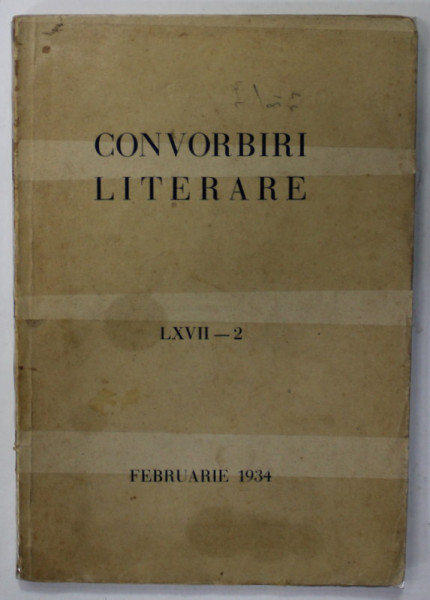 CONVORBIRI
LITERARE
LXVII — 2
FEBRUARIE 1934